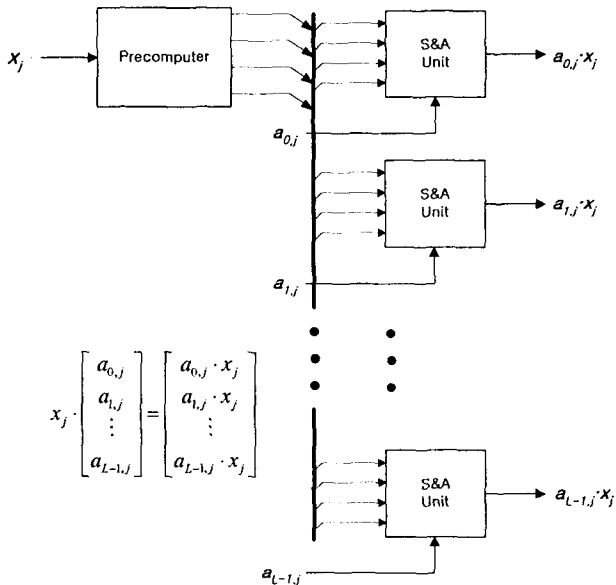 x_j
Precomputer
S&A
Unit
a_{0,j}·x_j
a_{0,j}
S&A
Unit
a_{1,j}·x_j
a_{1,j}
x_j · [a_{0,j} a_{1,j} ⋮ a_{L-1,j}] = [a_{0,j} · x_j a_{1,j} · x_j ⋮ a_{L-1,j} · x_j]
S&A
Unit
a_{L-1,j}·x_j
a_{L-1,j}